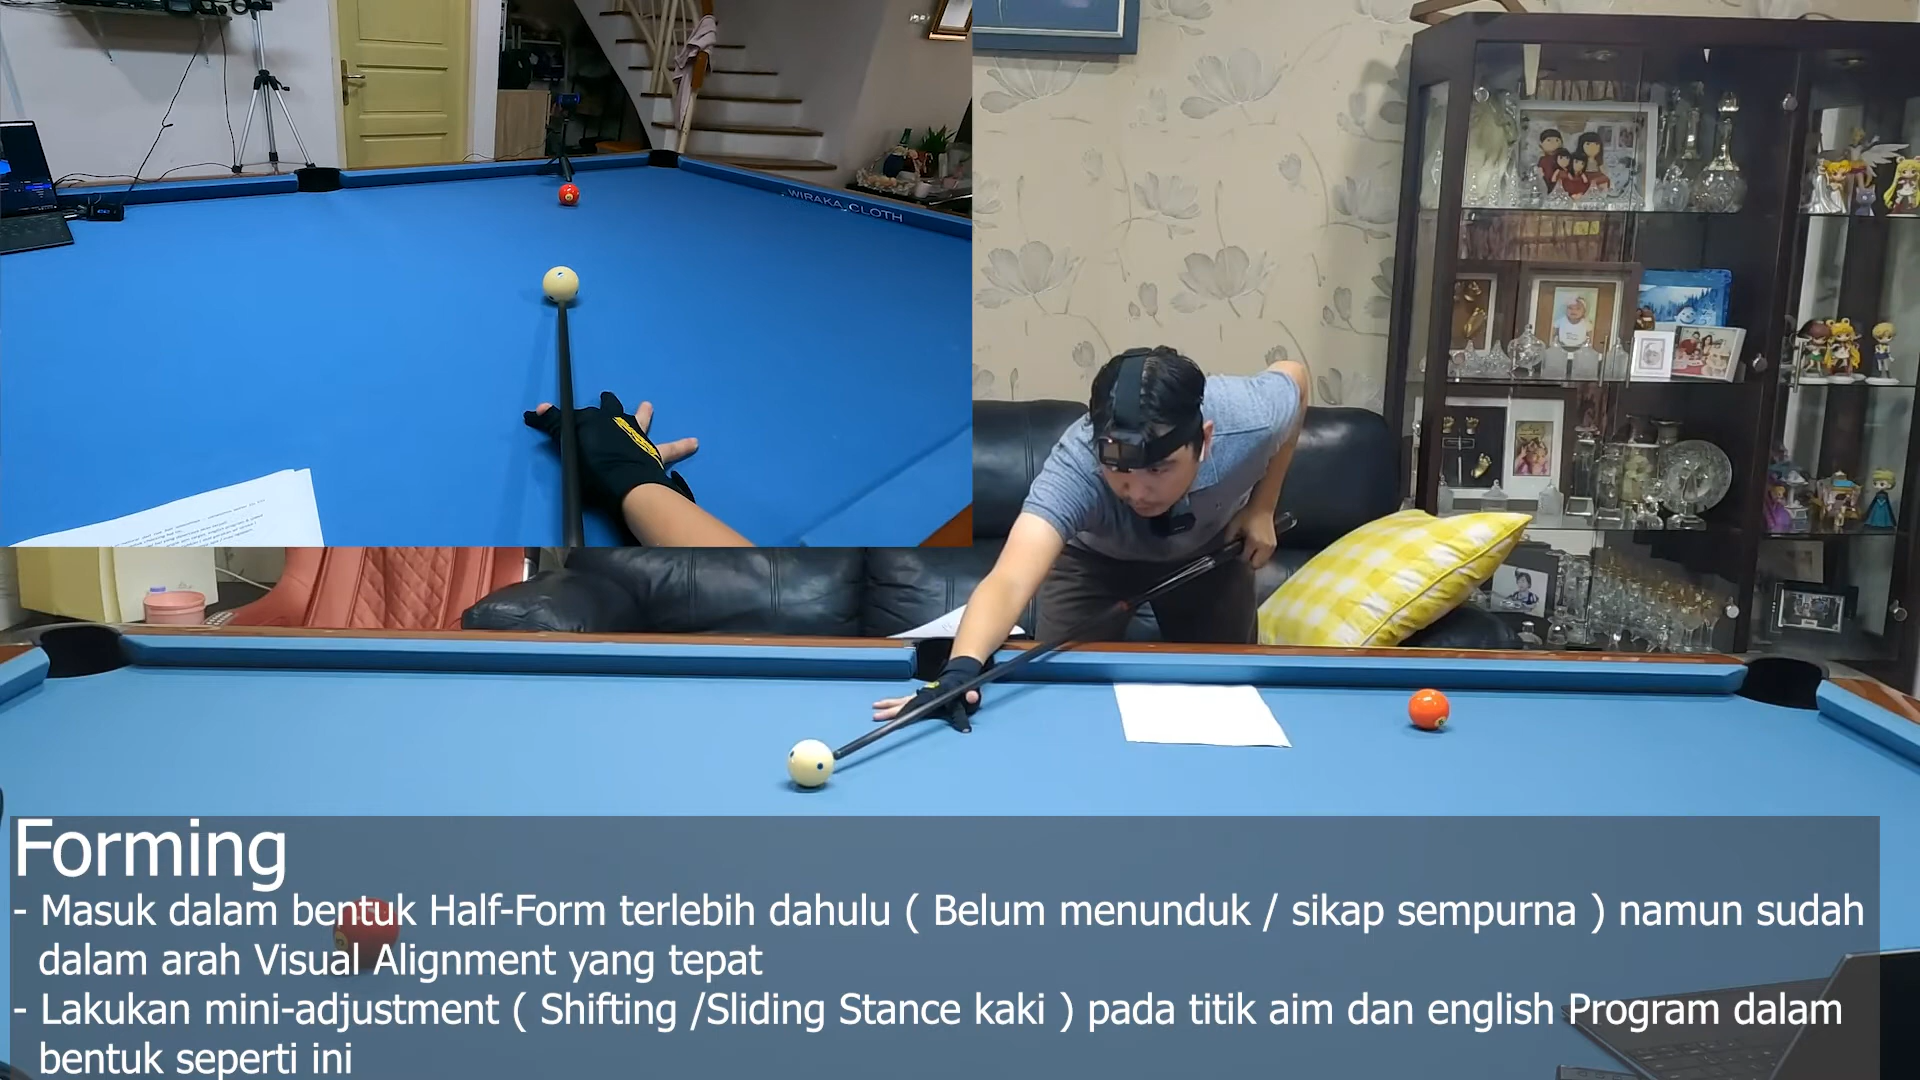 WIRAKA CLOTH
Forming
- Masuk dalam bentuk Half-Form terlebih dahulu ( Belum menunduk / sikap sempurna ) namun sudah
dalam arah Visual Alignment yang tepat
- Lakukan mini-adjustment ( Shifting /Sliding Stance kaki ) pada titik aim dan english Program dalam
bentuk seperti ini